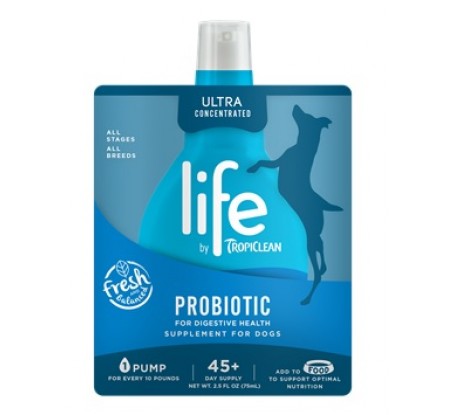 ULTRA
CONCENTRATED
ALL
STAGES
ALL
BREEDS
life
by TROPICLEAN
fresh
and
balanced
PROBIOTIC
FOR DIGESTIVE HEALTH
SUPPLEMENT FOR DOGS
1 PUMP
FOR EVERY 10 POUNDS
45+
DAY SUPPLY
NET WT. 2.5 FL OZ (75mL)
ADD TO FOOD
TO SUPPORT OPTIMAL
NUTRITION